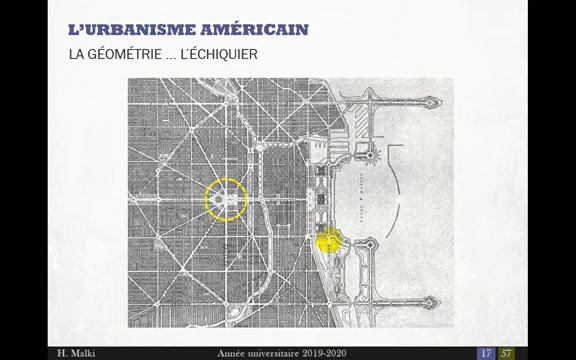 L'URBANISME AMÉRICAIN
LA GÉOMÉTRIE ... L'ÉCHIQUIER
H. Malki
Année universitaire 2019-2020
17
57